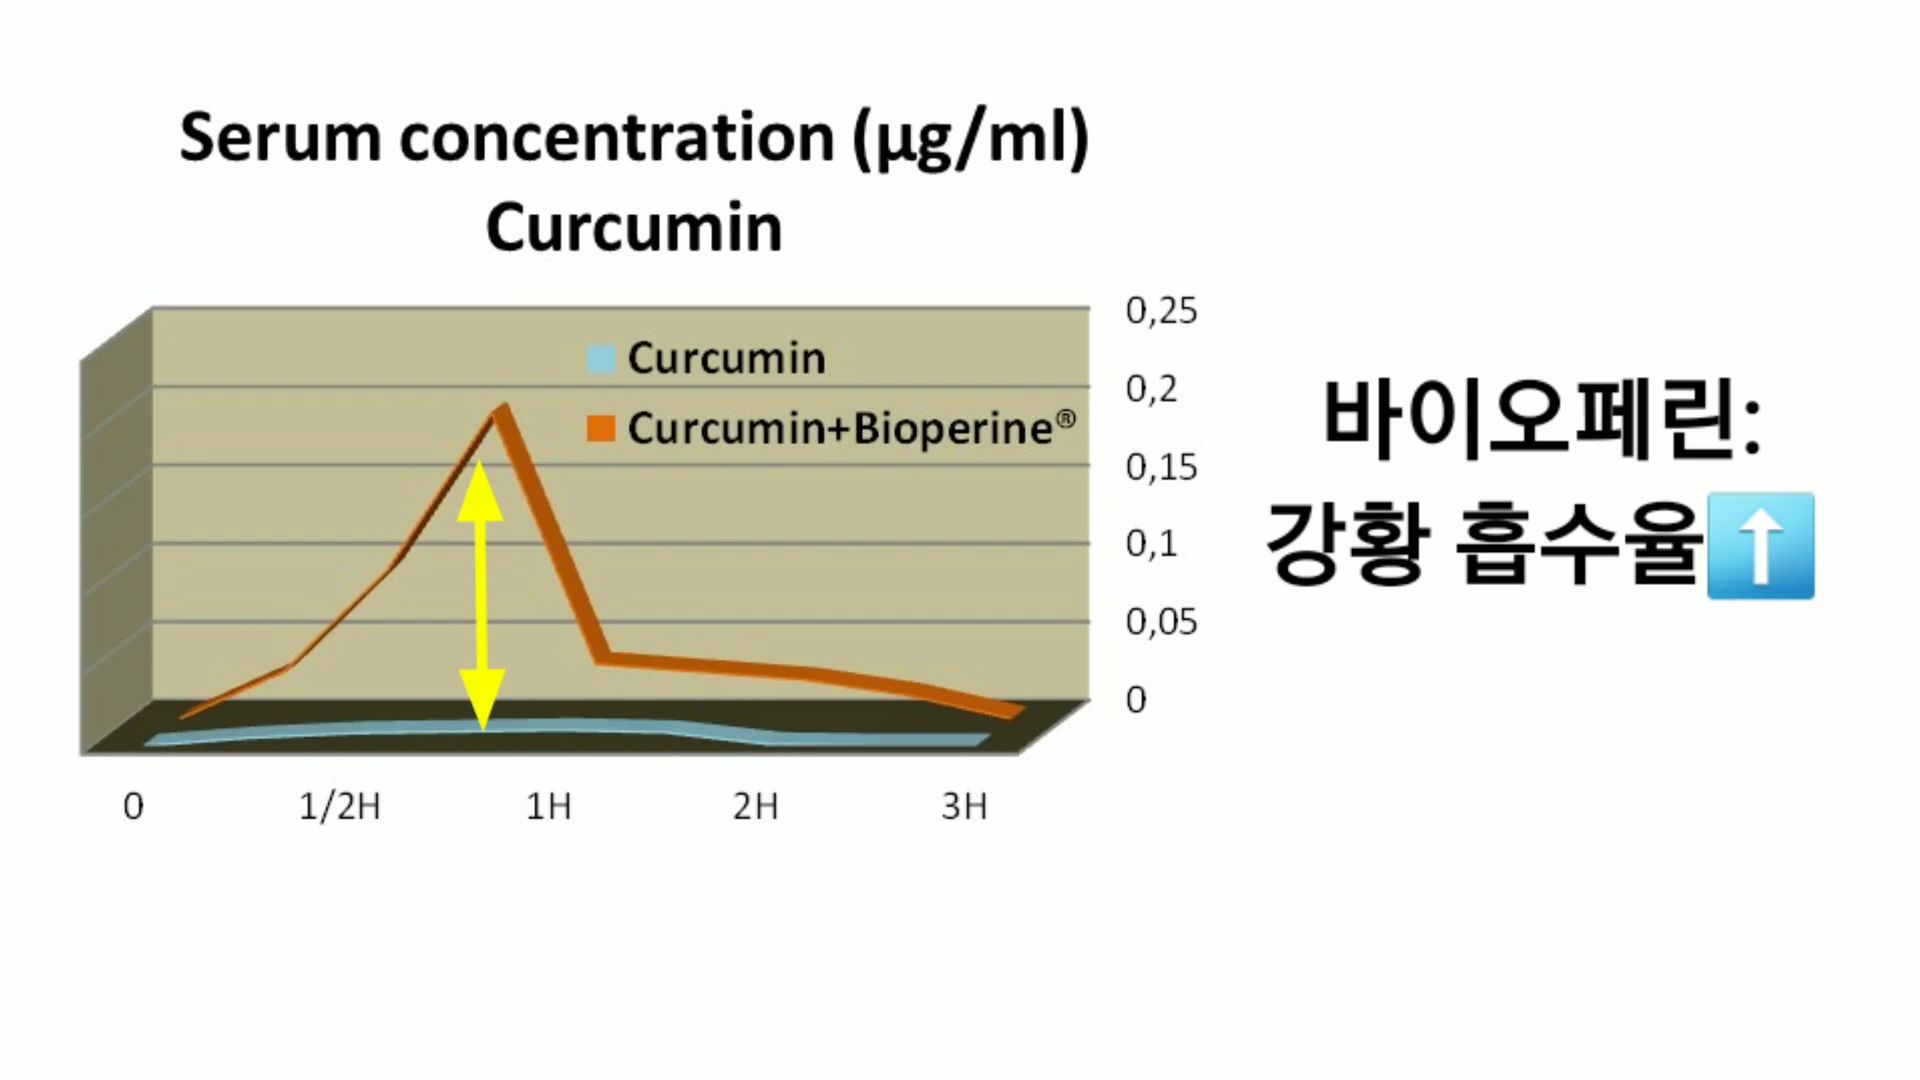 Serum concentration (µg/ml)
Curcumin
0,25
Curcumin
0,2
Curcumin+Bioperine®
0,15
0,1
0,05
0
0 1/2H 1H 2H 3H
바이오페린:
강황 흡수율⬆️